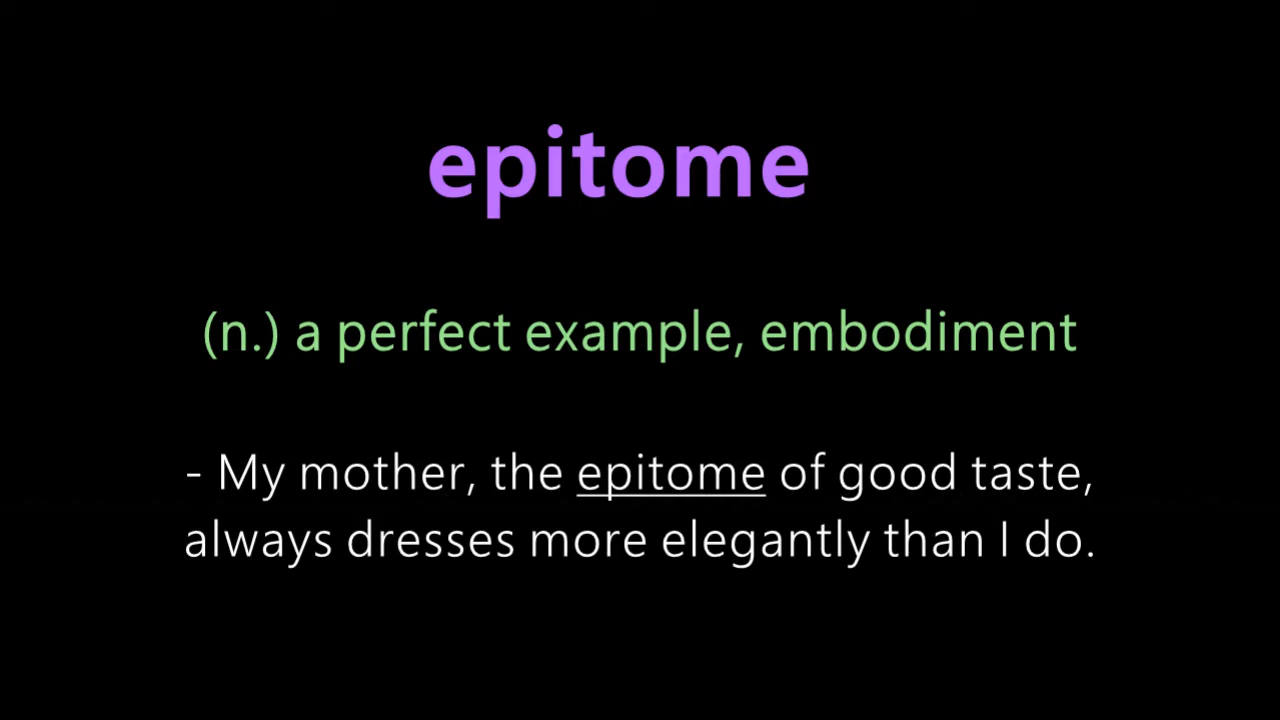 epitome
(n.) a perfect example, embodiment
- My mother, the epitome of good taste,
always dresses more elegantly than I do.